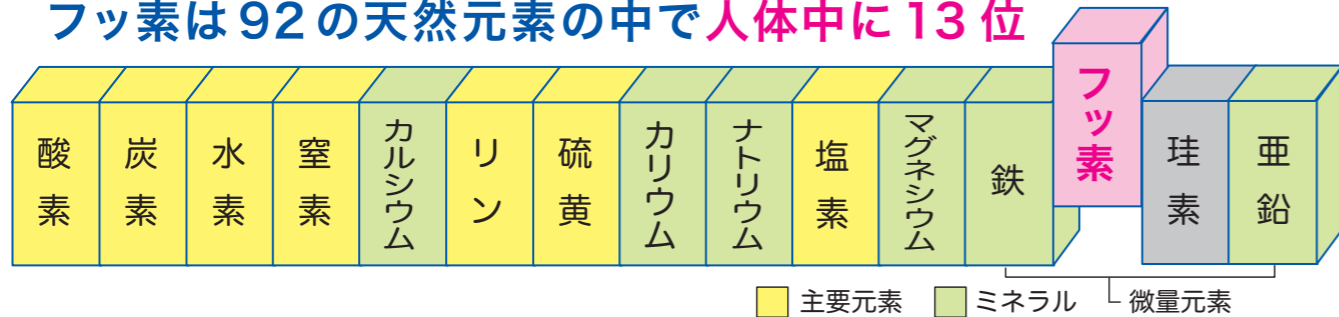 フッ素は92の天然元素の中で人体中に13位
酸素
炭素
水素
窒素
カルシウム
リン
硫黄
カリウム
ナトリウム
塩素
マグネシウム
鉄
フッ素
珪素
亜鉛
主要元素 ミネラル 微量元素